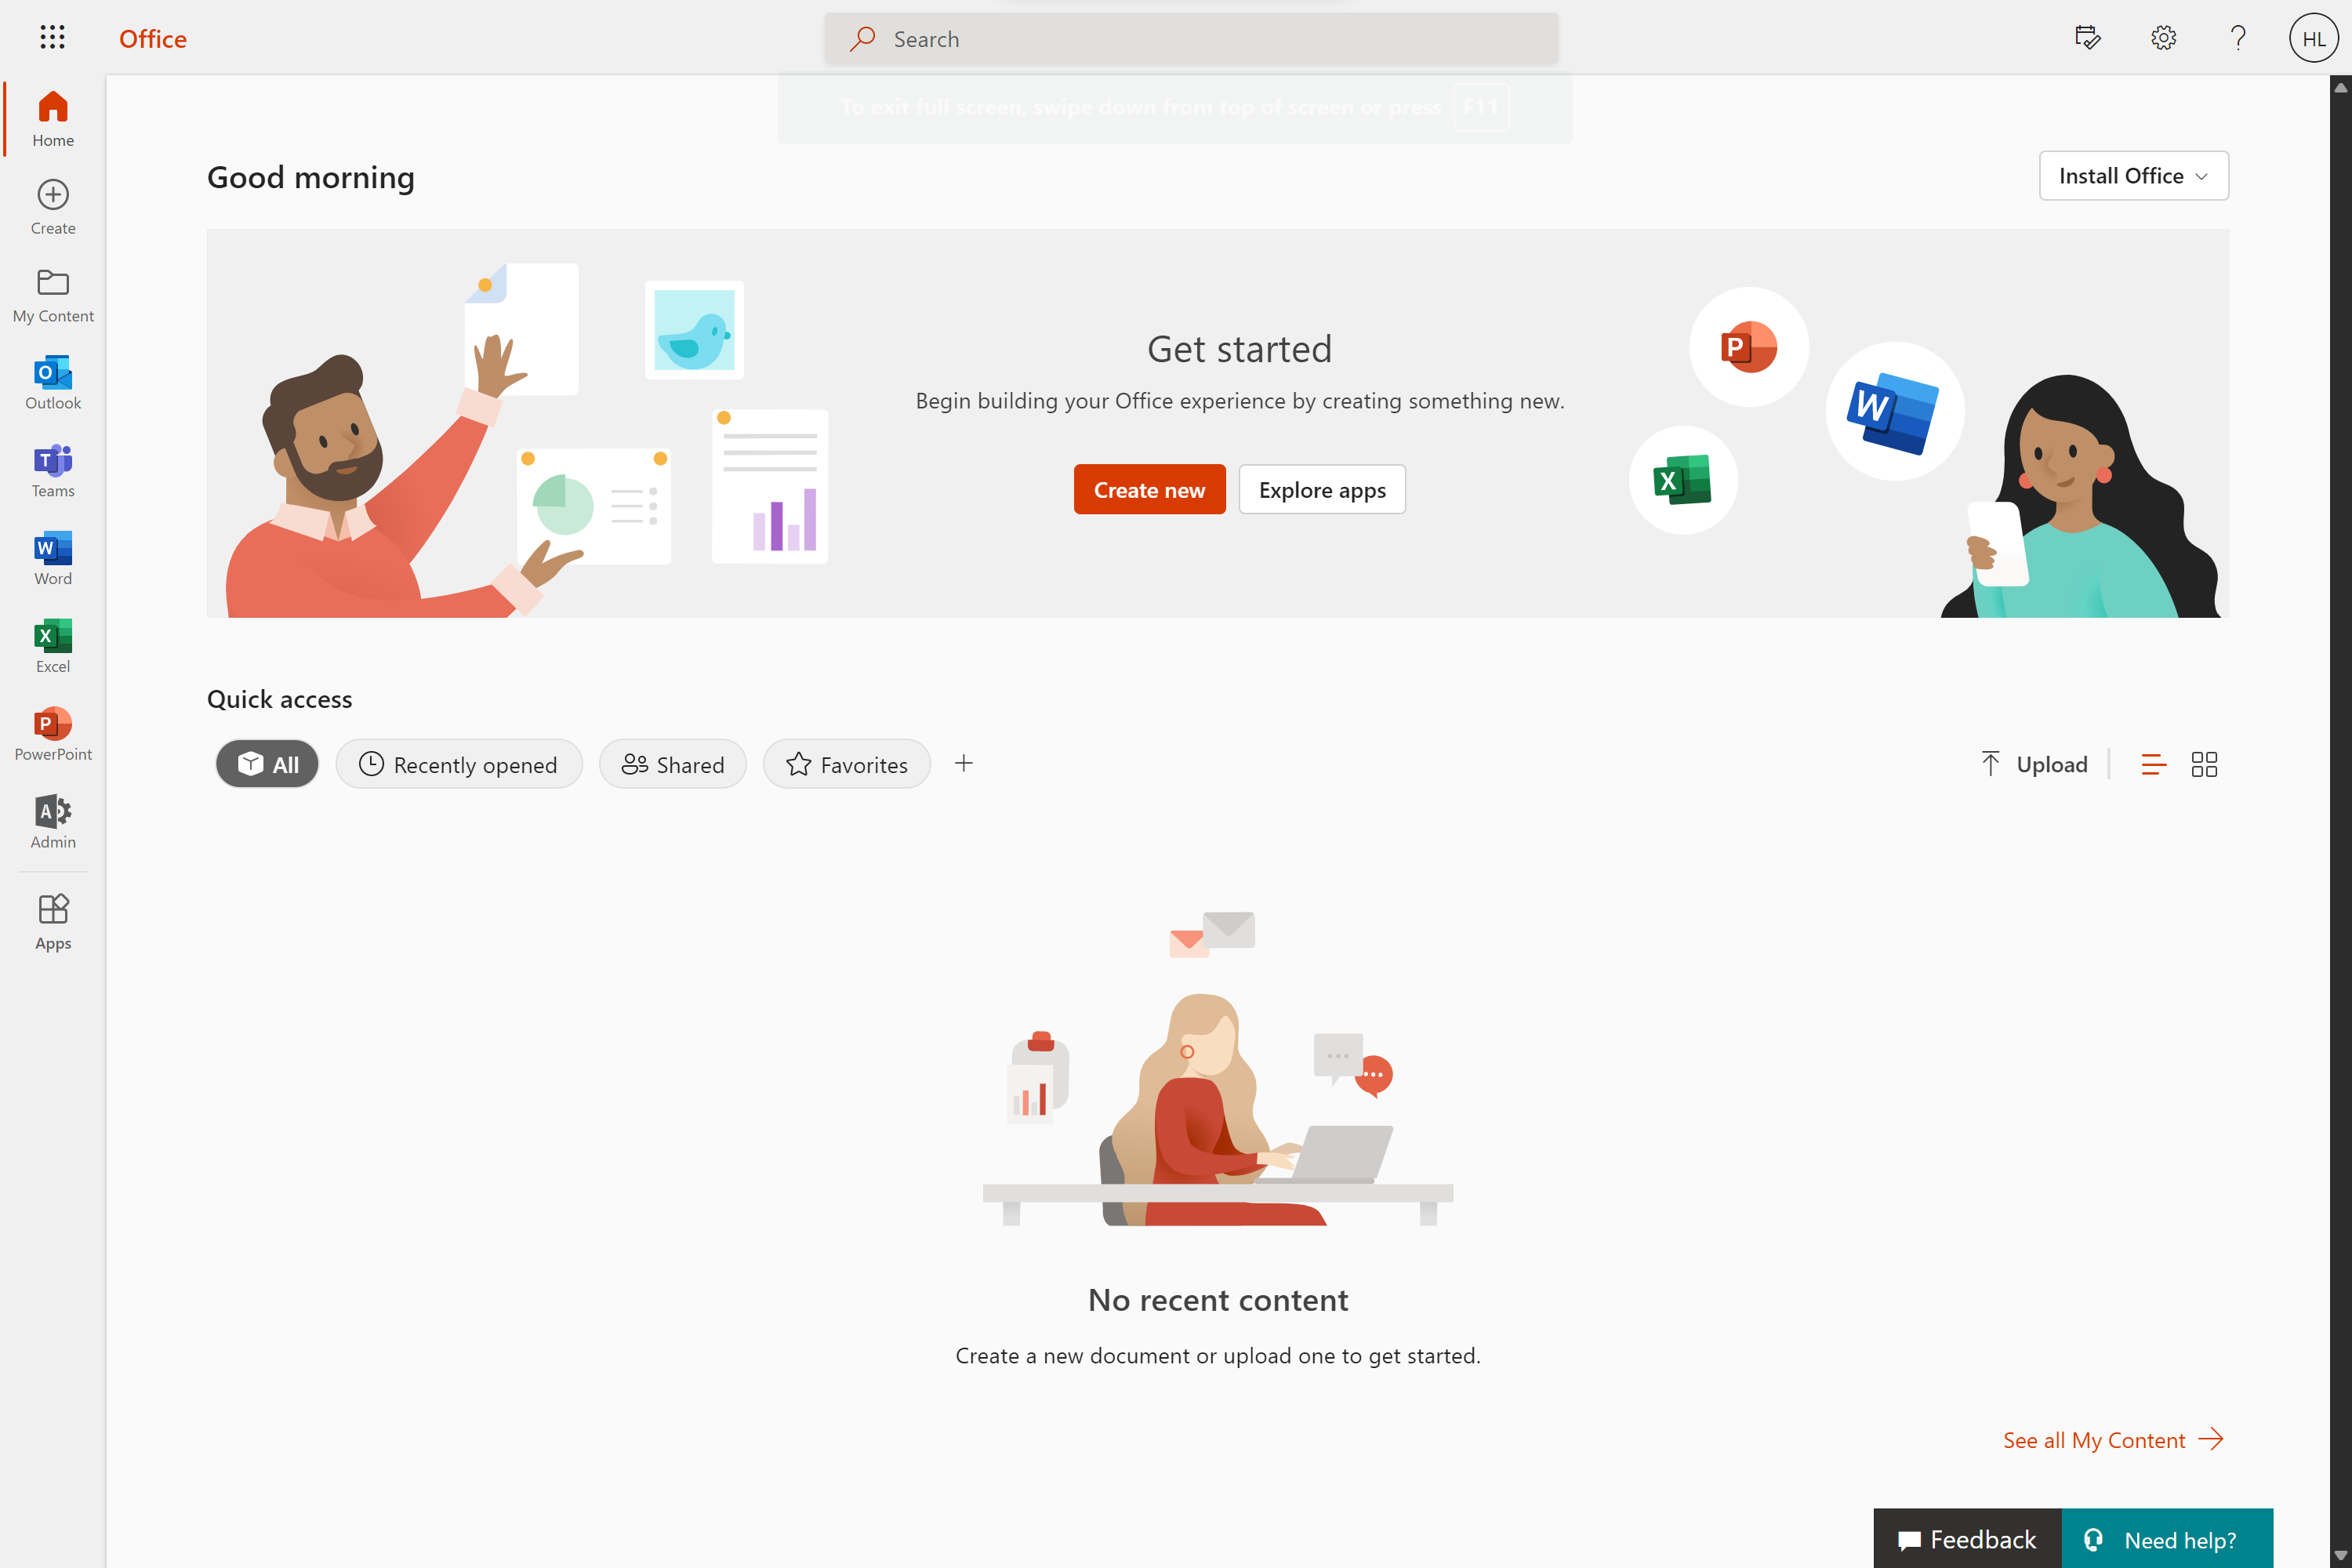 Office
Search
HL
To exit full screen, swipe down from top of screen or press F11
Home
Create
My Content
Outlook
Teams
Word
Excel
PowerPoint
Admin
Apps
Good morning
Install Office
Get started
Begin building your Office experience by creating something new.
Create new
Explore apps
P
W
X
Quick access
All
Recently opened
Shared
Favorites
Upload
No recent content
Create a new document or upload one to get started.
See all My Content
Feedback
Need help?